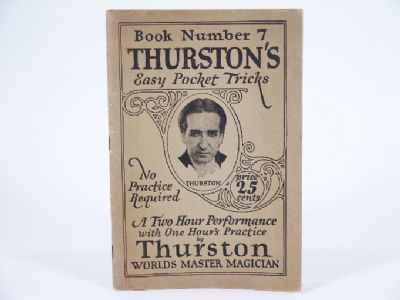 Book Number 7
THURSTON'S
Easy Pocket Tricks
THURSTON
No
Practice
Required
price
25
cents
A Two Hour Performance
with One Hour's Practice
by
Thurston
WORLDS MASTER MAGICIAN